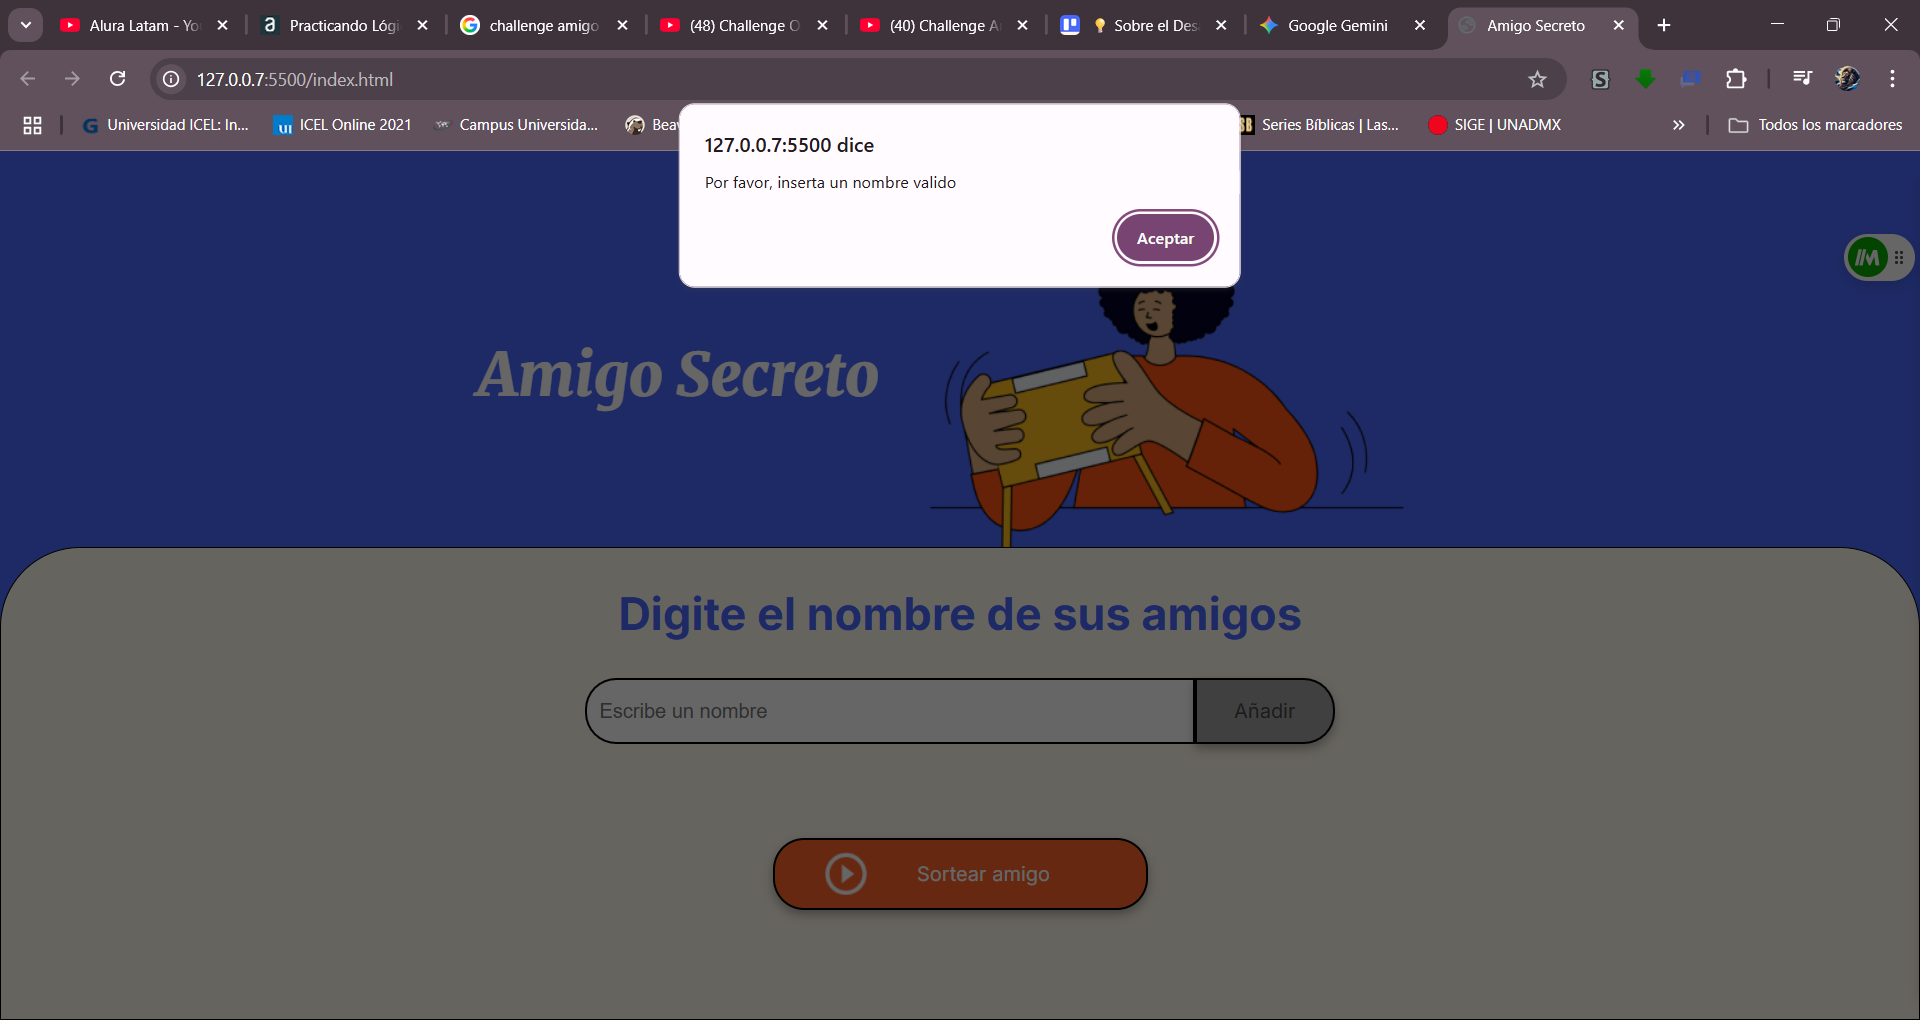 Alura Latam - Yo
Practicando Lógi
challenge amigo
(48) Challenge O
(40) Challenge A
Sobre el Des
Google Gemini
Amigo Secreto
127.0.0.7:5500/index.html
Universidad ICEL: In...
ICEL Online 2021
Campus Universida...
Bea
Series Bíblicas | Las...
SIGE | UNADMX
Todos los marcadores
127.0.0.7:5500 dice
Por favor, inserta un nombre valido
Aceptar
Amigo Secreto
Digite el nombre de sus amigos
Escribe un nombre
Añadir
Sortear amigo